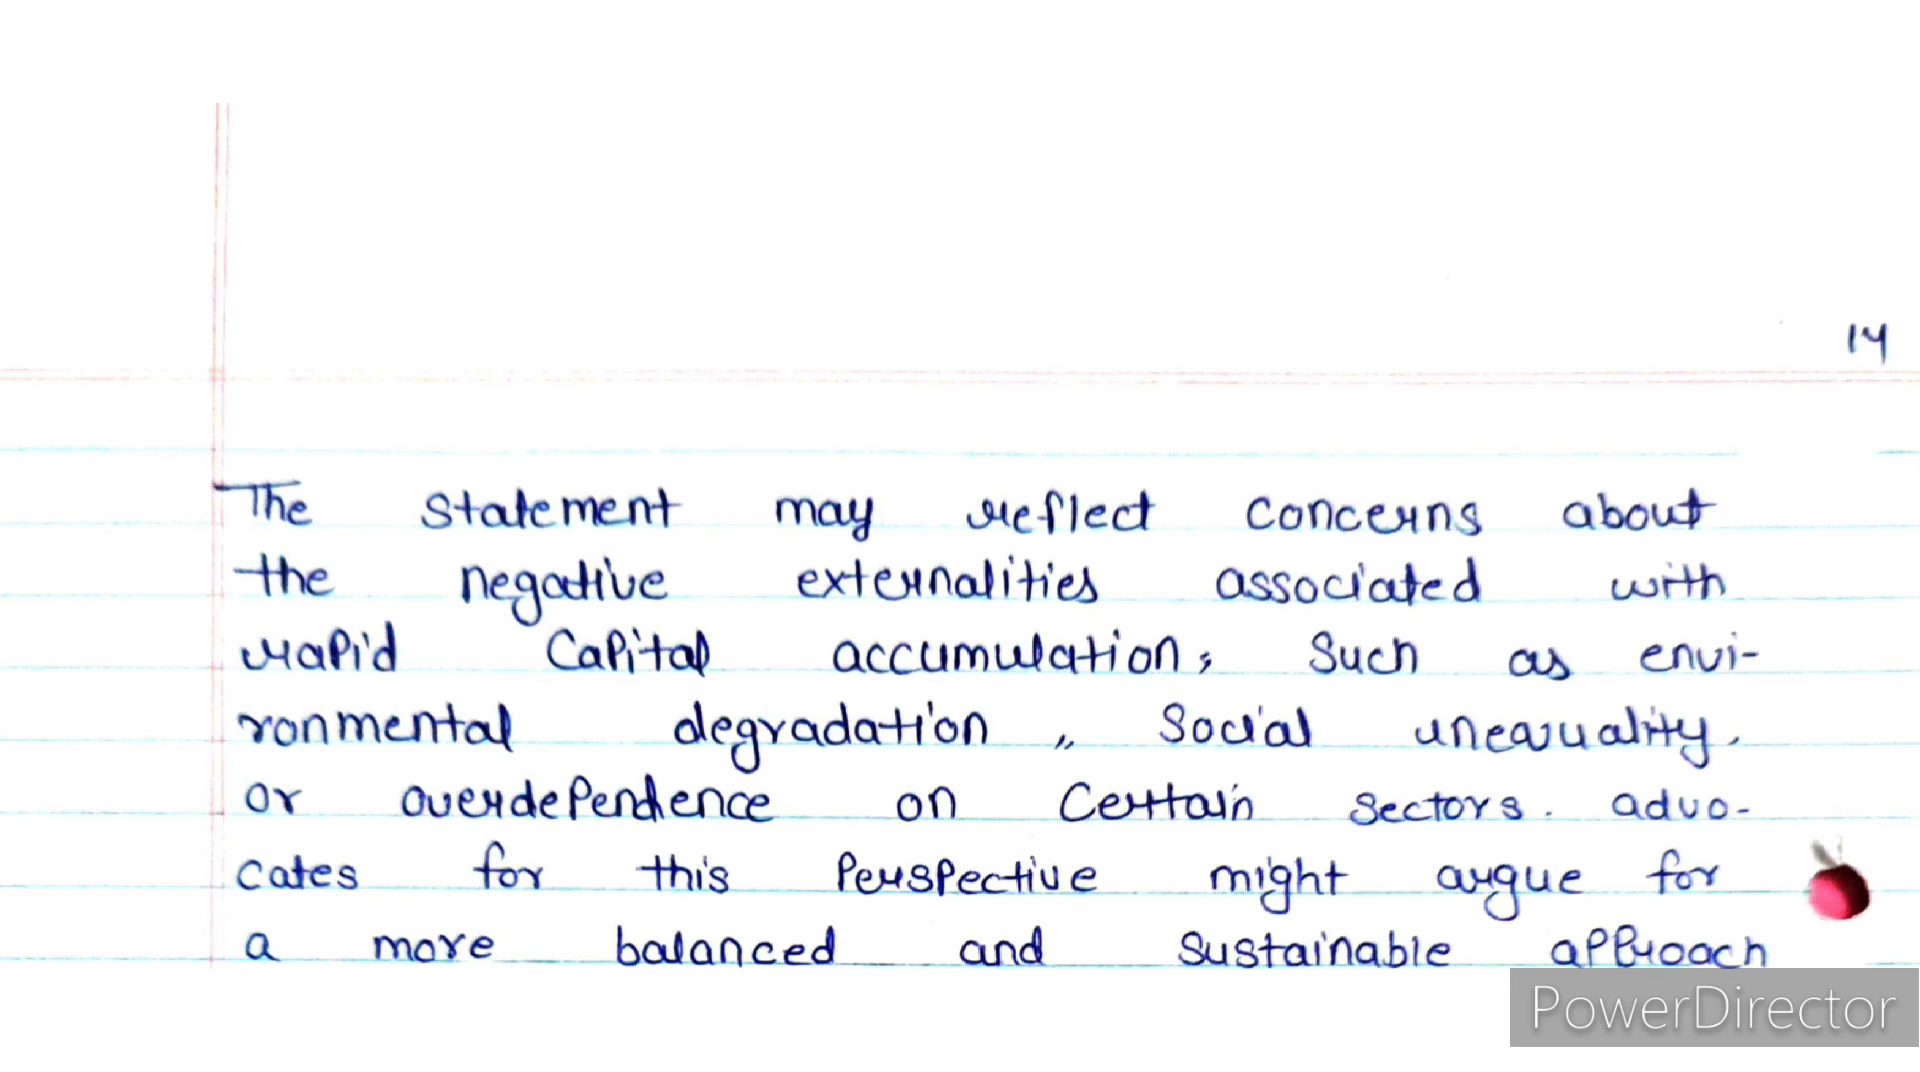 14
The statement may reflect concerns about
the negative externalities associated with
rapid Capital accumulation, Such as envi-
ronmental degradation ,, Social unequality.
or overdependence on Certain sectors. advo-
cates for this Perspective might argue for
a more balanced and Sustainable approach
PowerDirector